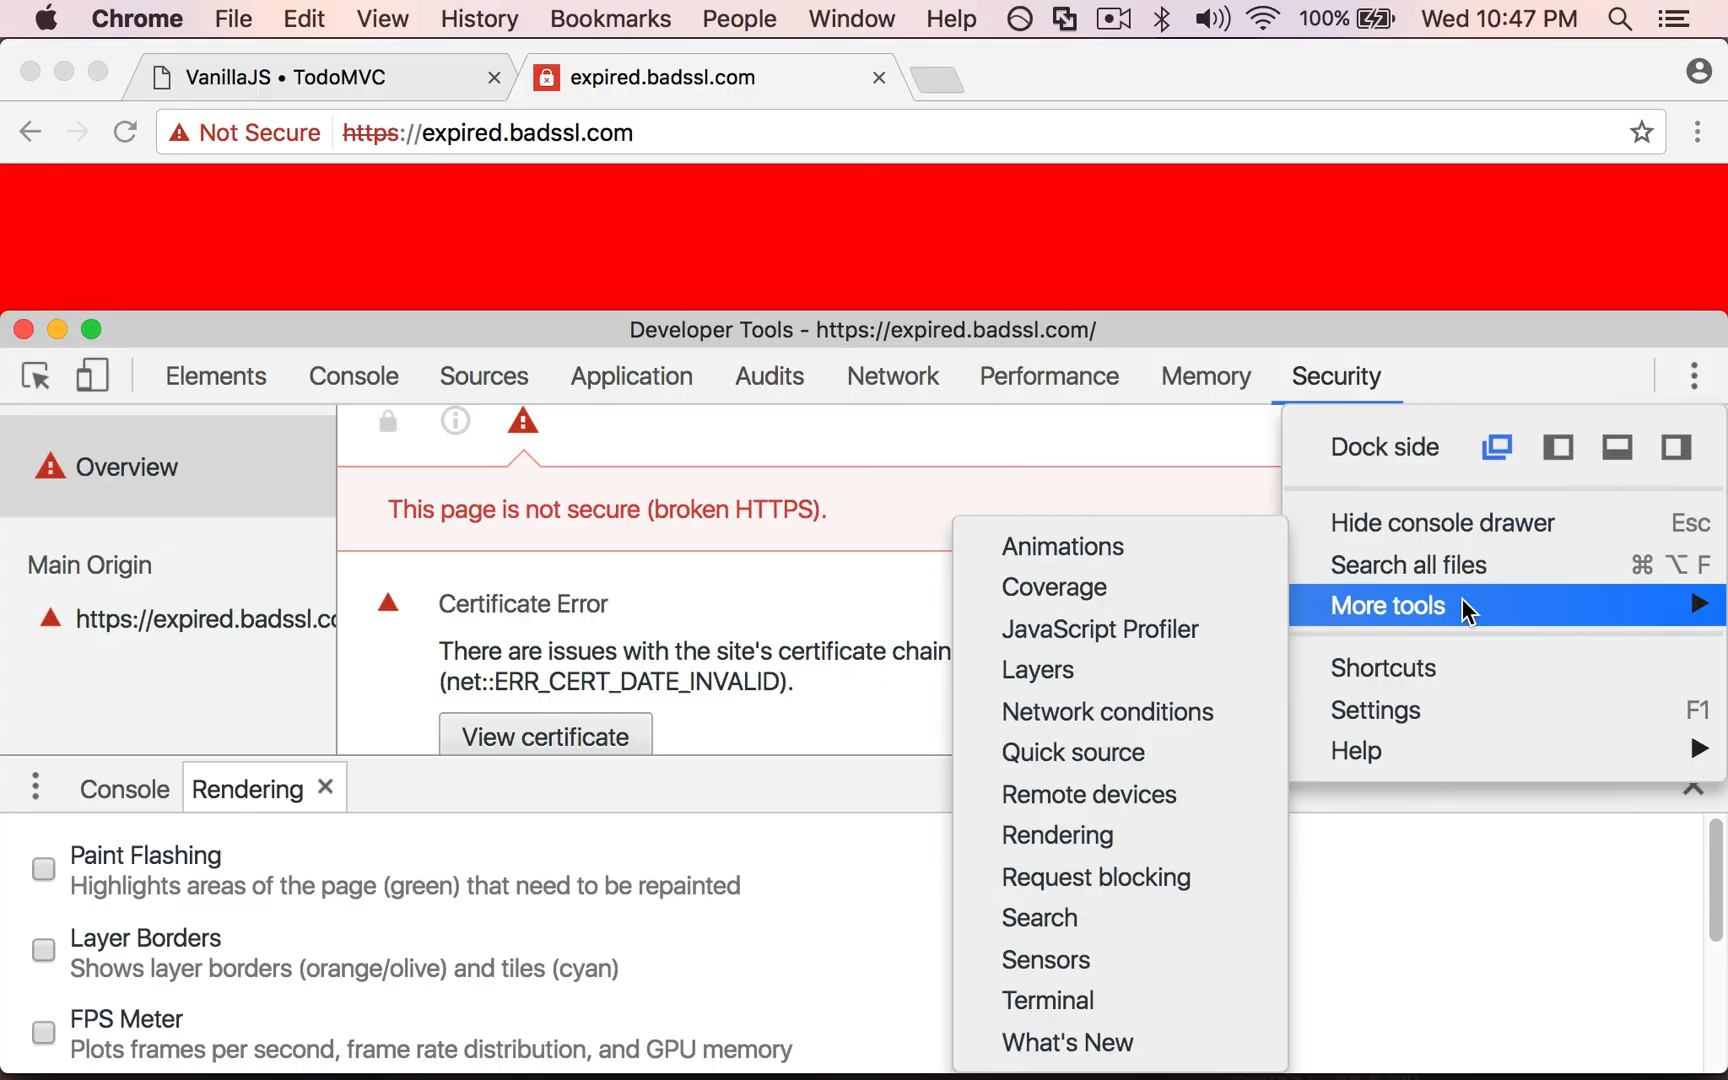 Chrome File Edit View History Bookmarks People Window Help 100% Wed 10:47 PM
VanillaJS • TodoMVC
expired.badssl.com
Not Secure https://expired.badssl.com
Developer Tools - https://expired.badssl.com/
Elements Console Sources Application Audits Network Performance Memory Security
Overview
Main Origin
https://expired.badssl.co
This page is not secure (broken HTTPS).
Certificate Error
There are issues with the site's certificate chain
(net::ERR_CERT_DATE_INVALID).
View certificate
Dock side
Hide console drawer Esc
Search all files ⌘ ⌥ F
More tools
Shortcuts
Settings F1
Help
Animations
Coverage
JavaScript Profiler
Layers
Network conditions
Quick source
Remote devices
Rendering
Request blocking
Search
Sensors
Terminal
What's New
Console Rendering
Paint Flashing
Highlights areas of the page (green) that need to be repainted
Layer Borders
Shows layer borders (orange/olive) and tiles (cyan)
FPS Meter
Plots frames per second, frame rate distribution, and GPU memory